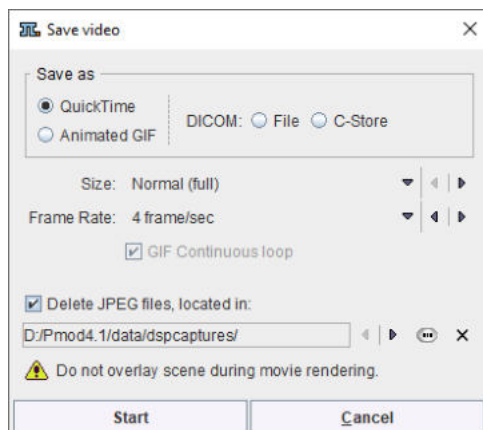 Save video
Save as
QuickTime
Animated GIF
DICOM: File C-Store
Size: Normal (full)
Frame Rate: 4 frame/sec
GIF Continuous loop
Delete JPEG files, located in:
D:/Pmod4.1/data/dspcaptures/
Do not overlay scene during movie rendering.
Start Cancel